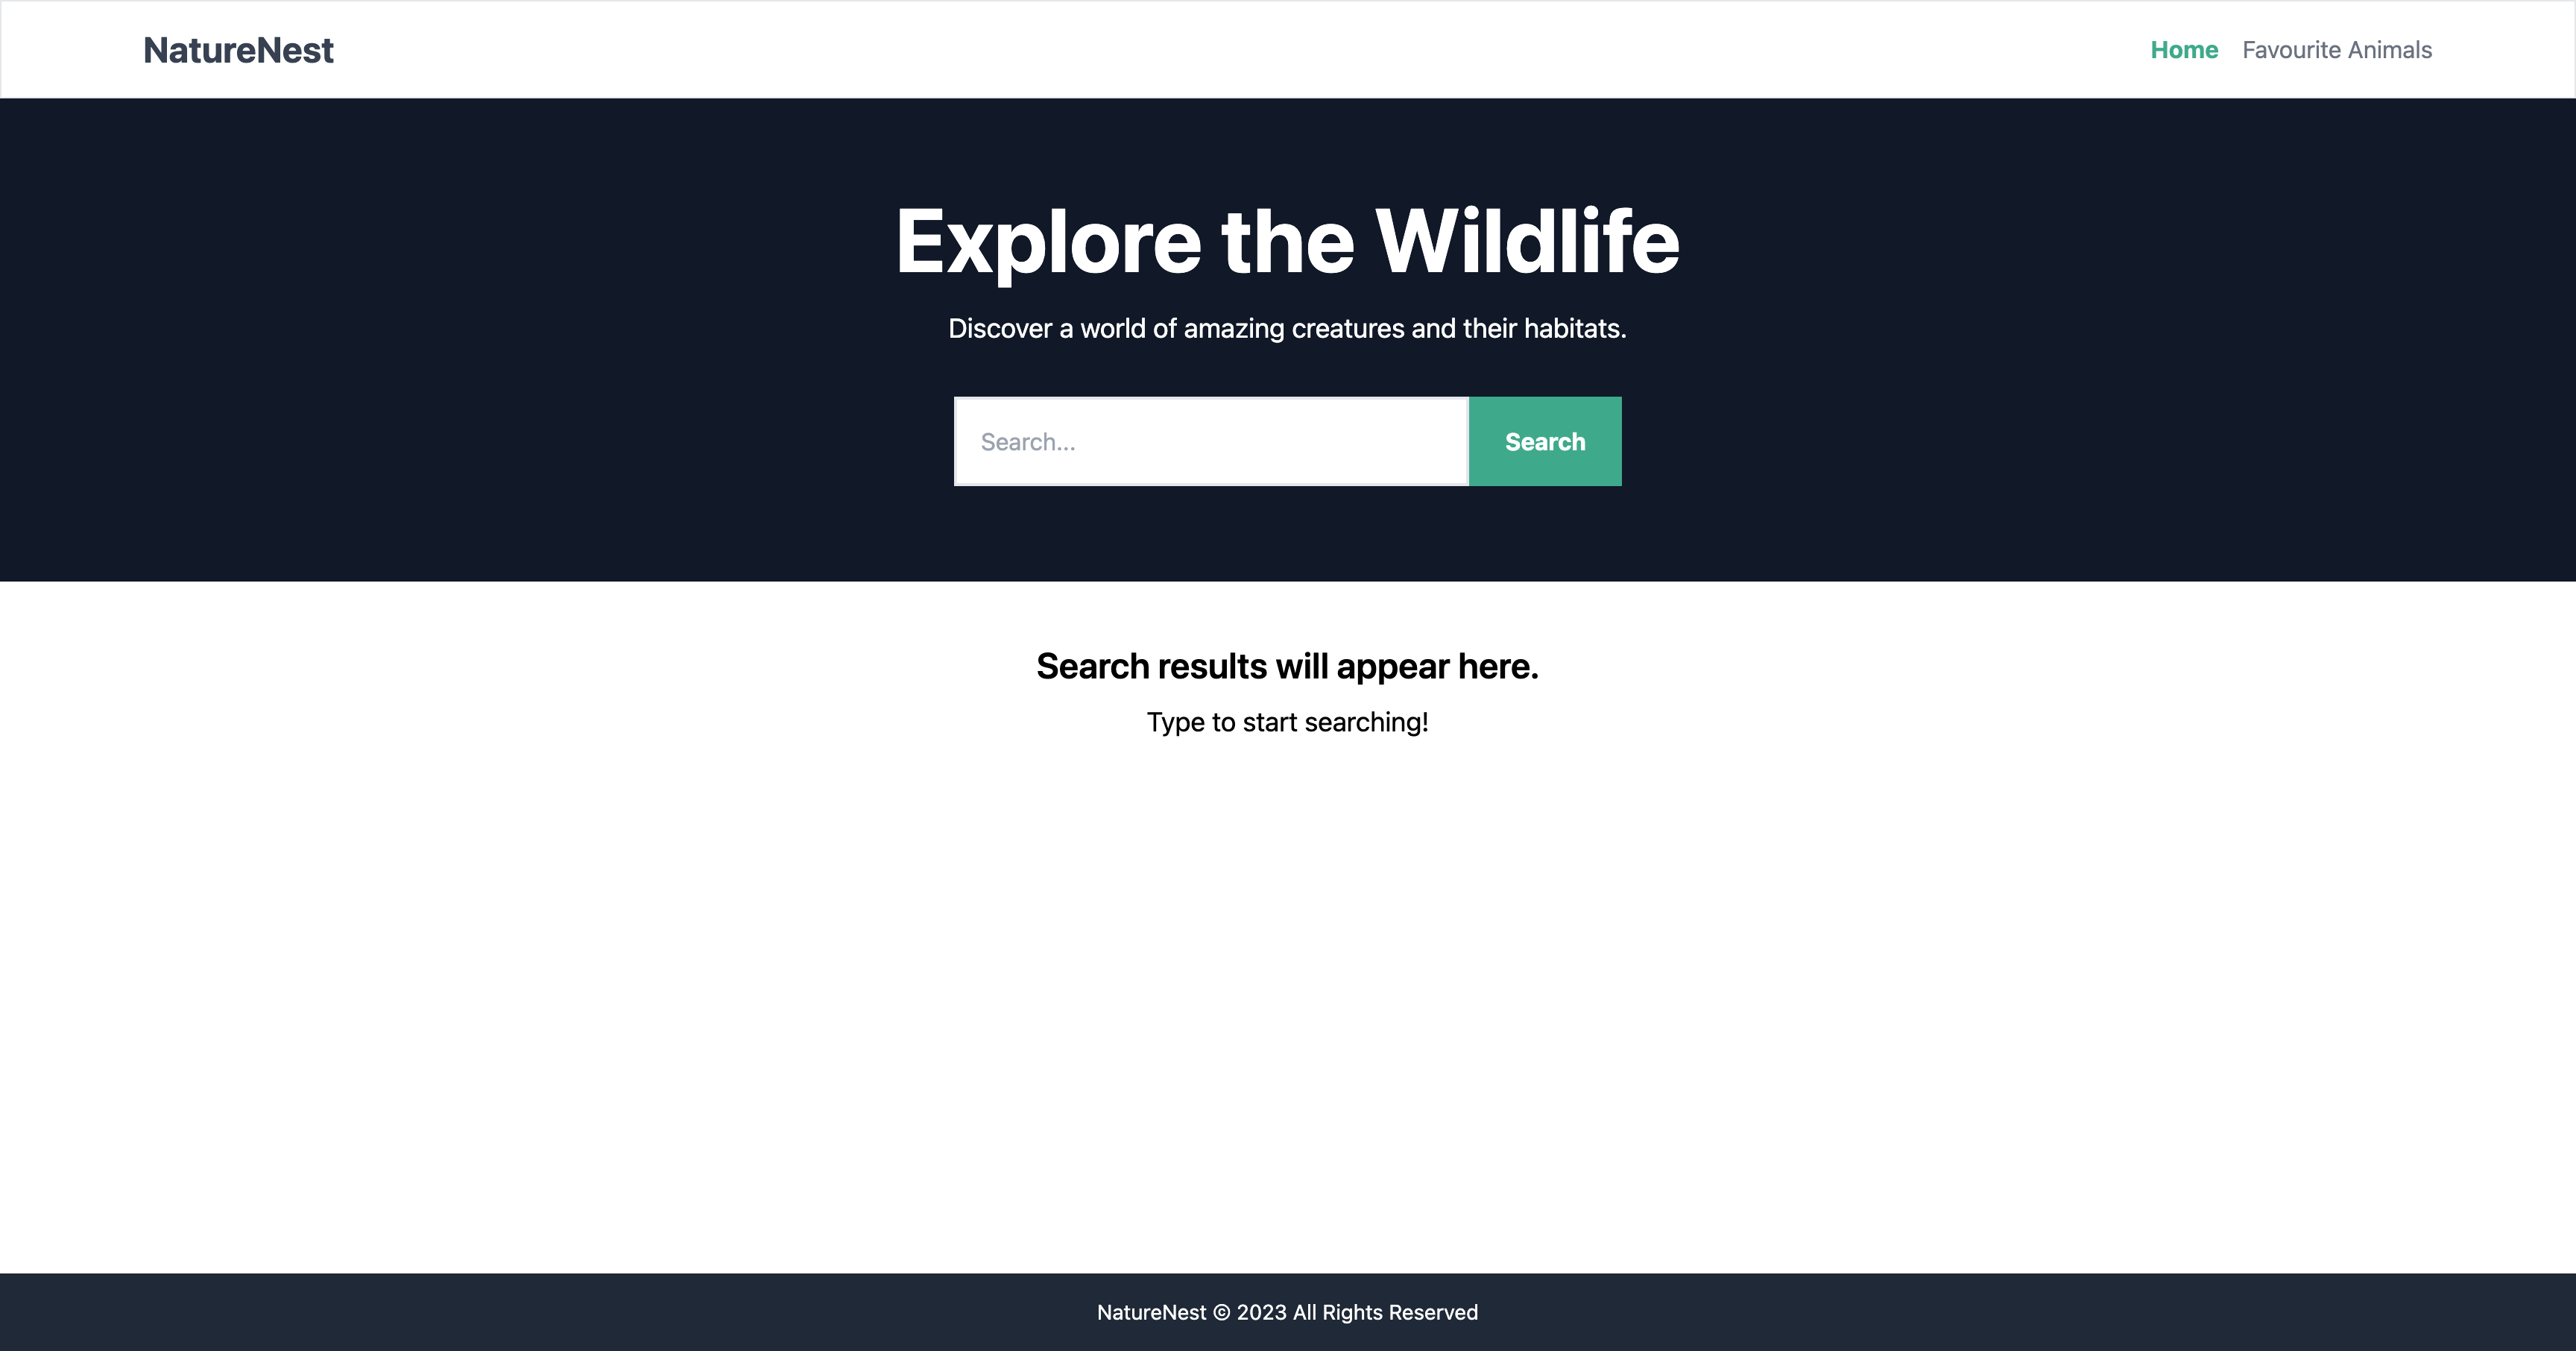 NatureNest
Home Favourite Animals
Explore the Wildlife
Discover a world of amazing creatures and their habitats.
Search...
Search
Search results will appear here.
Type to start searching!
NatureNest © 2023 All Rights Reserved